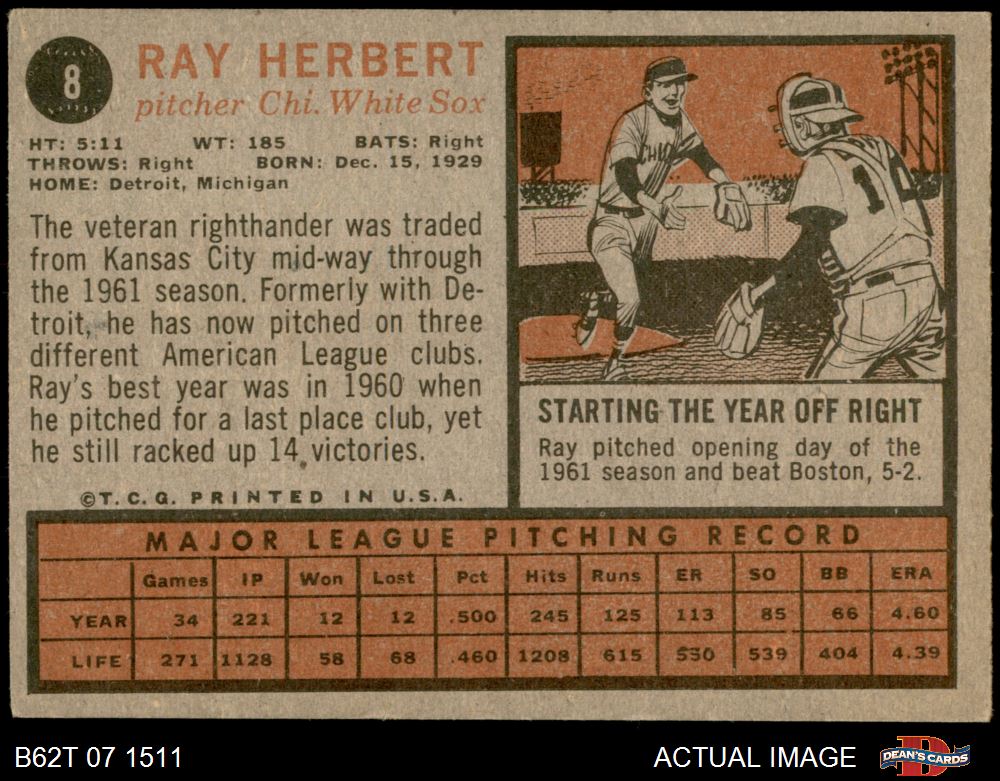 8
RAY HERBERT
pitcher Chi. White Sox
HT: 5:11 WT: 185 BATS: Right
THROWS: Right BORN: Dec. 15, 1929
HOME: Detroit, Michigan
The veteran righthander was traded
from Kansas City mid-way through
the 1961 season. Formerly with De-
troit, he has now pitched on three
different American League clubs.
Ray's best year was in 1960 when
he pitched for a last place club, yet
he still racked up 14 victories.
©T.C.G. PRINTED IN U.S.A.
CHICAGO
14
STARTING THE YEAR OFF RIGHT
Ray pitched opening day of the
1961 season and beat Boston, 5-2.
MAJOR LEAGUE PITCHING RECORD
Games IP Won Lost Pct Hits Runs ER SO BB ERA
YEAR 34 221 12 12 .500 245 125 113 85 66 4.60
LIFE 271 1128 58 68 .460 1208 615 550 539 404 4.39
B62T 07 1511 ACTUAL IMAGE DEAN'S CARDS